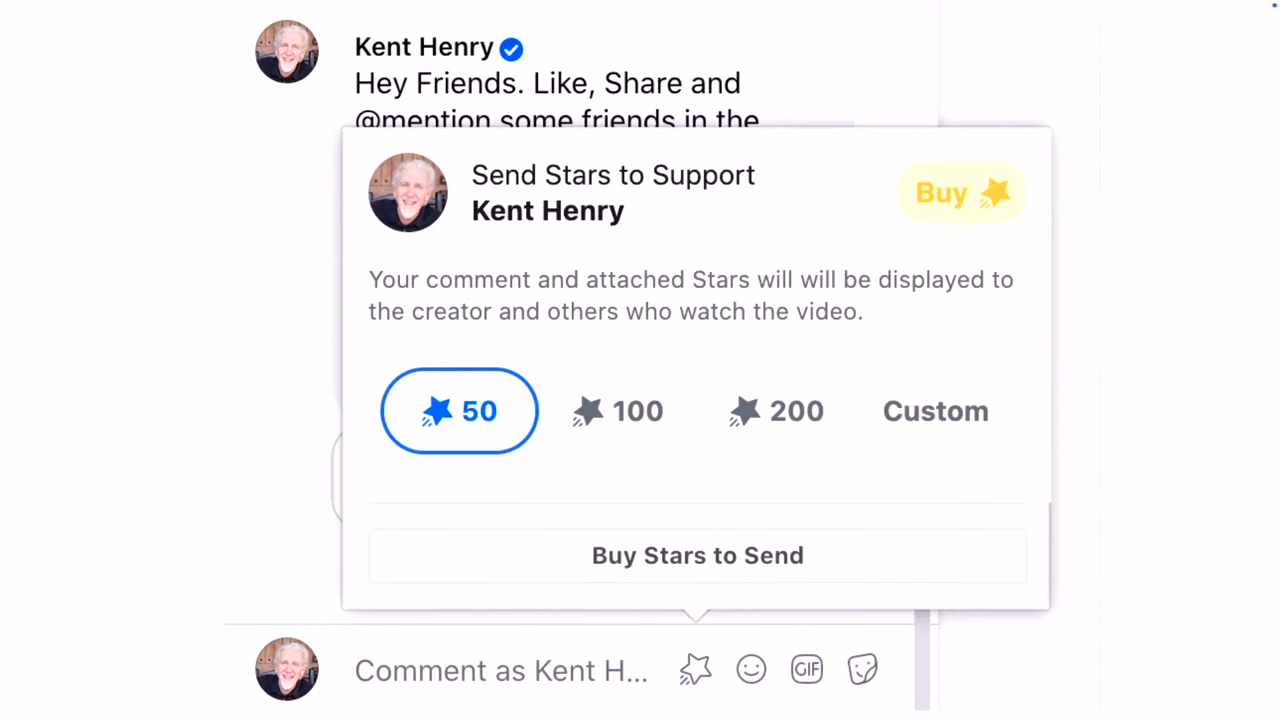 Kent Henry
Hey Friends. Like, Share and
@mention some friends in the
Send Stars to Support
Kent Henry
Buy
Your comment and attached Stars will will be displayed to
the creator and others who watch the video.
50 100 200 Custom
Buy Stars to Send
Comment as Kent H... GIF